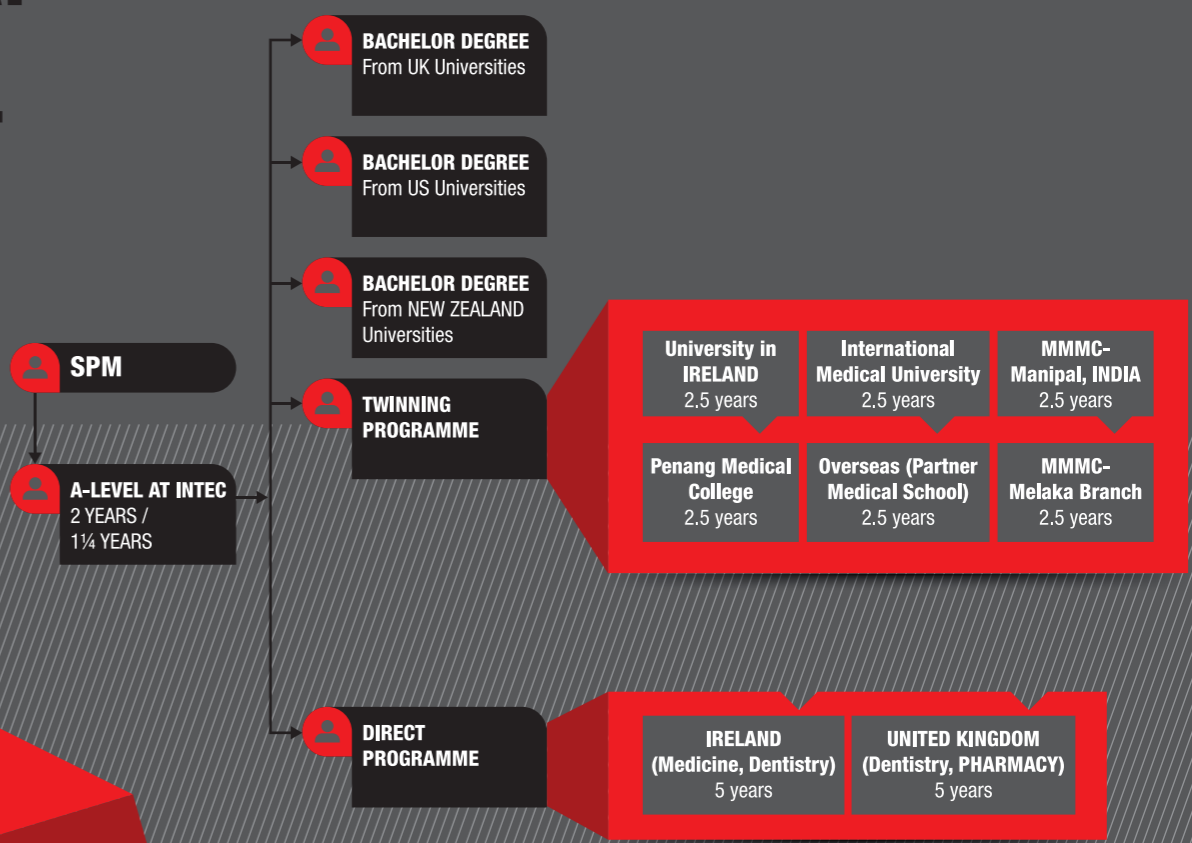 BACHELOR DEGREE
From UK Universities
BACHELOR DEGREE
From US Universities
BACHELOR DEGREE
From NEW ZEALAND
Universities
SPM
A-LEVEL AT INTEC
2 YEARS /
1¼ YEARS
TWINNING
PROGRAMME
University in
IRELAND
2.5 years
International
Medical University
2.5 years
MMMC-
Manipal, INDIA
2.5 years
Penang Medical
College
2.5 years
Overseas (Partner
Medical School)
2.5 years
MMMC-
Melaka Branch
2.5 years
DIRECT
PROGRAMME
IRELAND
(Medicine, Dentistry)
5 years
UNITED KINGDOM
(Dentistry, PHARMACY)
5 years